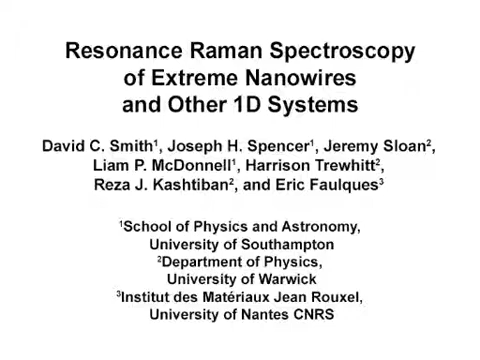 Resonance Raman Spectroscopy
of Extreme Nanowires
and Other 1D Systems
David C. Smith¹, Joseph H. Spencer¹, Jeremy Sloan²,
Liam P. McDonnell¹, Harrison Trewhitt²,
Reza J. Kashtiban², and Eric Faulques³
¹School of Physics and Astronomy,
University of Southampton
²Department of Physics,
University of Warwick
³Institut des Matériaux Jean Rouxel,
University of Nantes CNRS